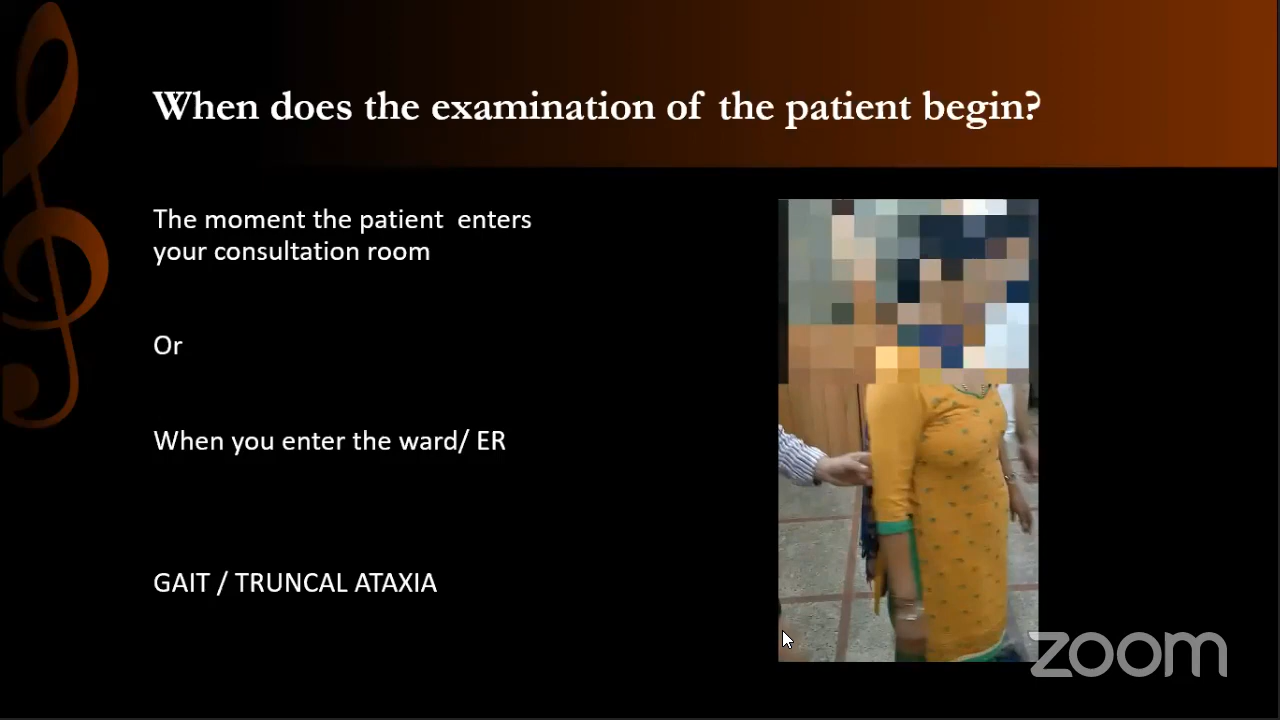 When does the examination of the patient begin?
The moment the patient enters
your consultation room
Or
When you enter the ward/ ER
GAIT / TRUNCAL ATAXIA
zoom